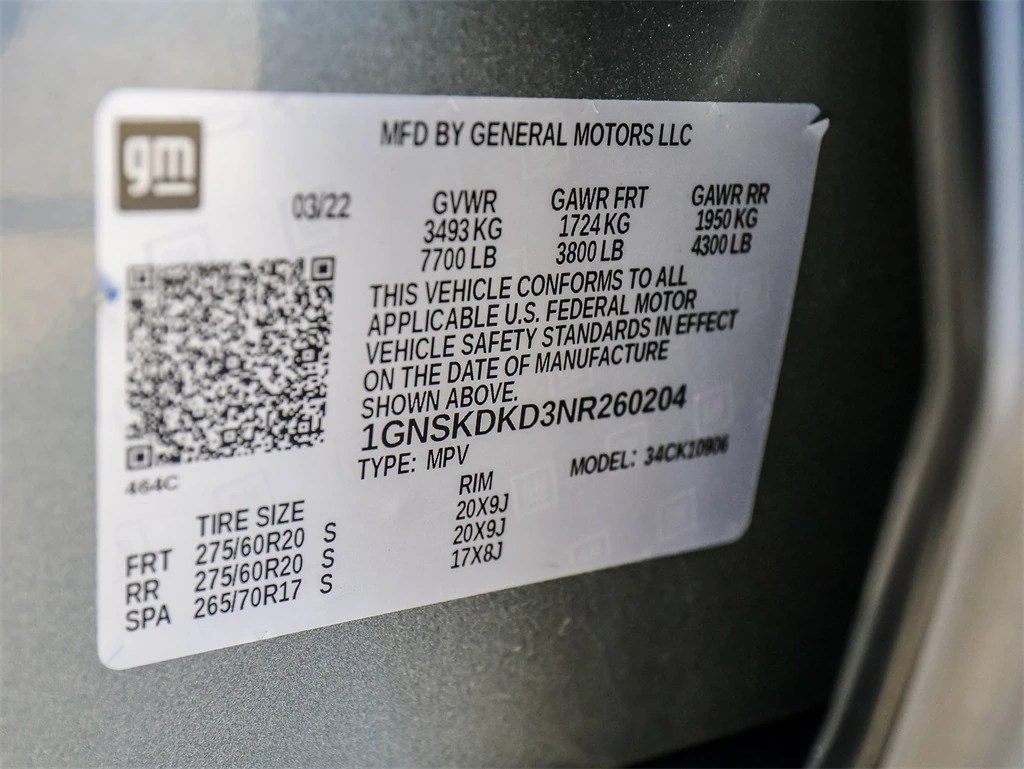 gm
MFD BY GENERAL MOTORS LLC
03/22 GVWR GAWR FRT GAWR RR
3493 KG 1724 KG 1950 KG
7700 LB 3800 LB 4300 LB
THIS VEHICLE CONFORMS TO ALL
APPLICABLE U.S. FEDERAL MOTOR
VEHICLE SAFETY STANDARDS IN EFFECT
ON THE DATE OF MANUFACTURE
SHOWN ABOVE.
1GNSKDKD3NR260204
TYPE: MPV MODEL: 34CK10906
464C
TIRE SIZE RIM
FRT 275/60R20 S 20X9J
RR 275/60R20 S 20X9J
SPA 265/70R17 S 17X8J